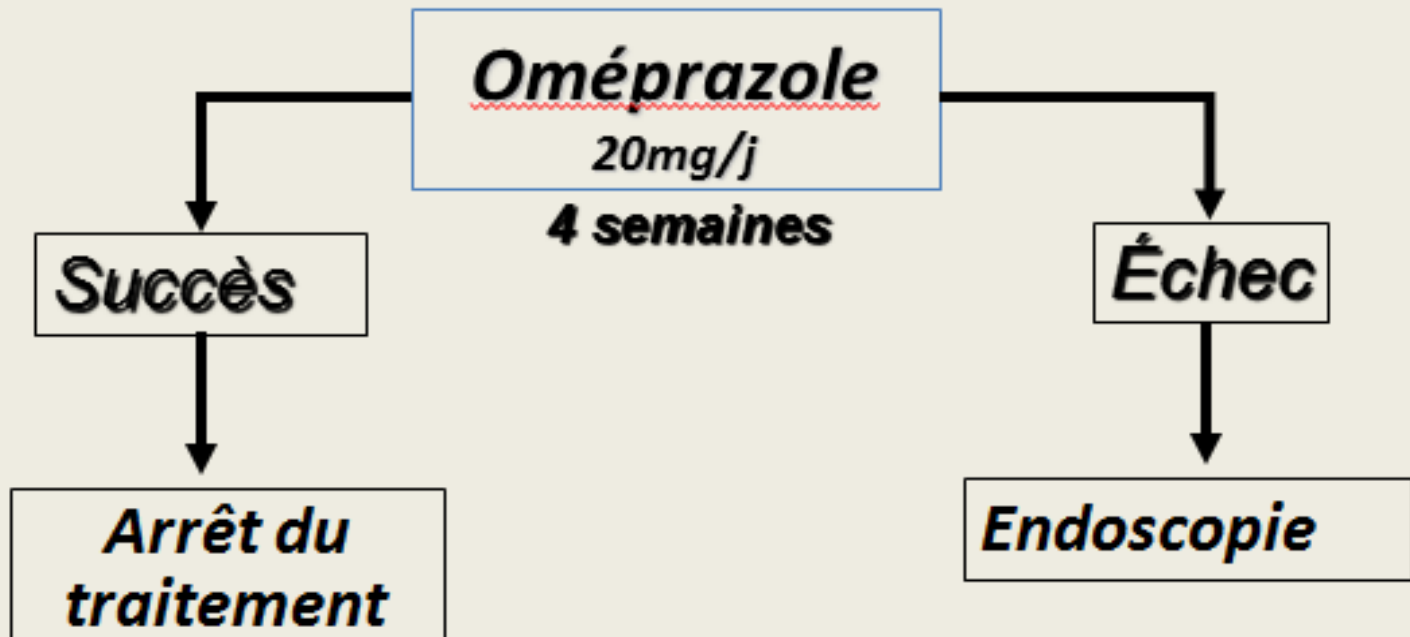 Oméprazole
20mg/j
4 semaines
Succès
Échec
Arrêt du
traitement
Endoscopie